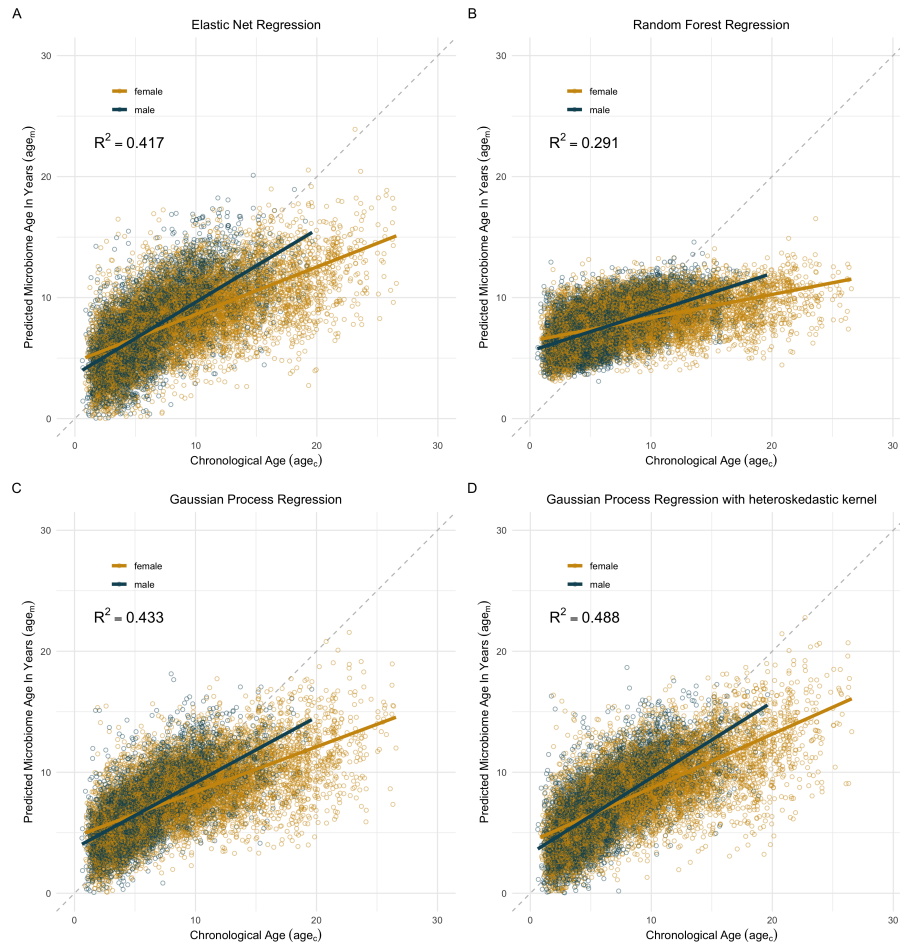 A
Elastic Net Regression
30
20
10
0
0
10
20
30
female
male
R² = 0.417
Predicted Microbiome Age In Years (ageₘ)
Chronological Age (age꜀)
B
Random Forest Regression
30
20
10
0
0
10
20
30
female
male
R² = 0.291
Predicted Microbiome Age In Years (ageₘ)
Chronological Age (age꜀)
C
Gaussian Process Regression
30
20
10
0
0
10
20
30
female
male
R² = 0.433
Predicted Microbiome Age In Years (ageₘ)
Chronological Age (age꜀)
D
Gaussian Process Regression with heteroskedastic kernel
30
20
10
0
0
10
20
30
female
male
R² = 0.488
Predicted Microbiome Age In Years (ageₘ)
Chronological Age (age꜀)